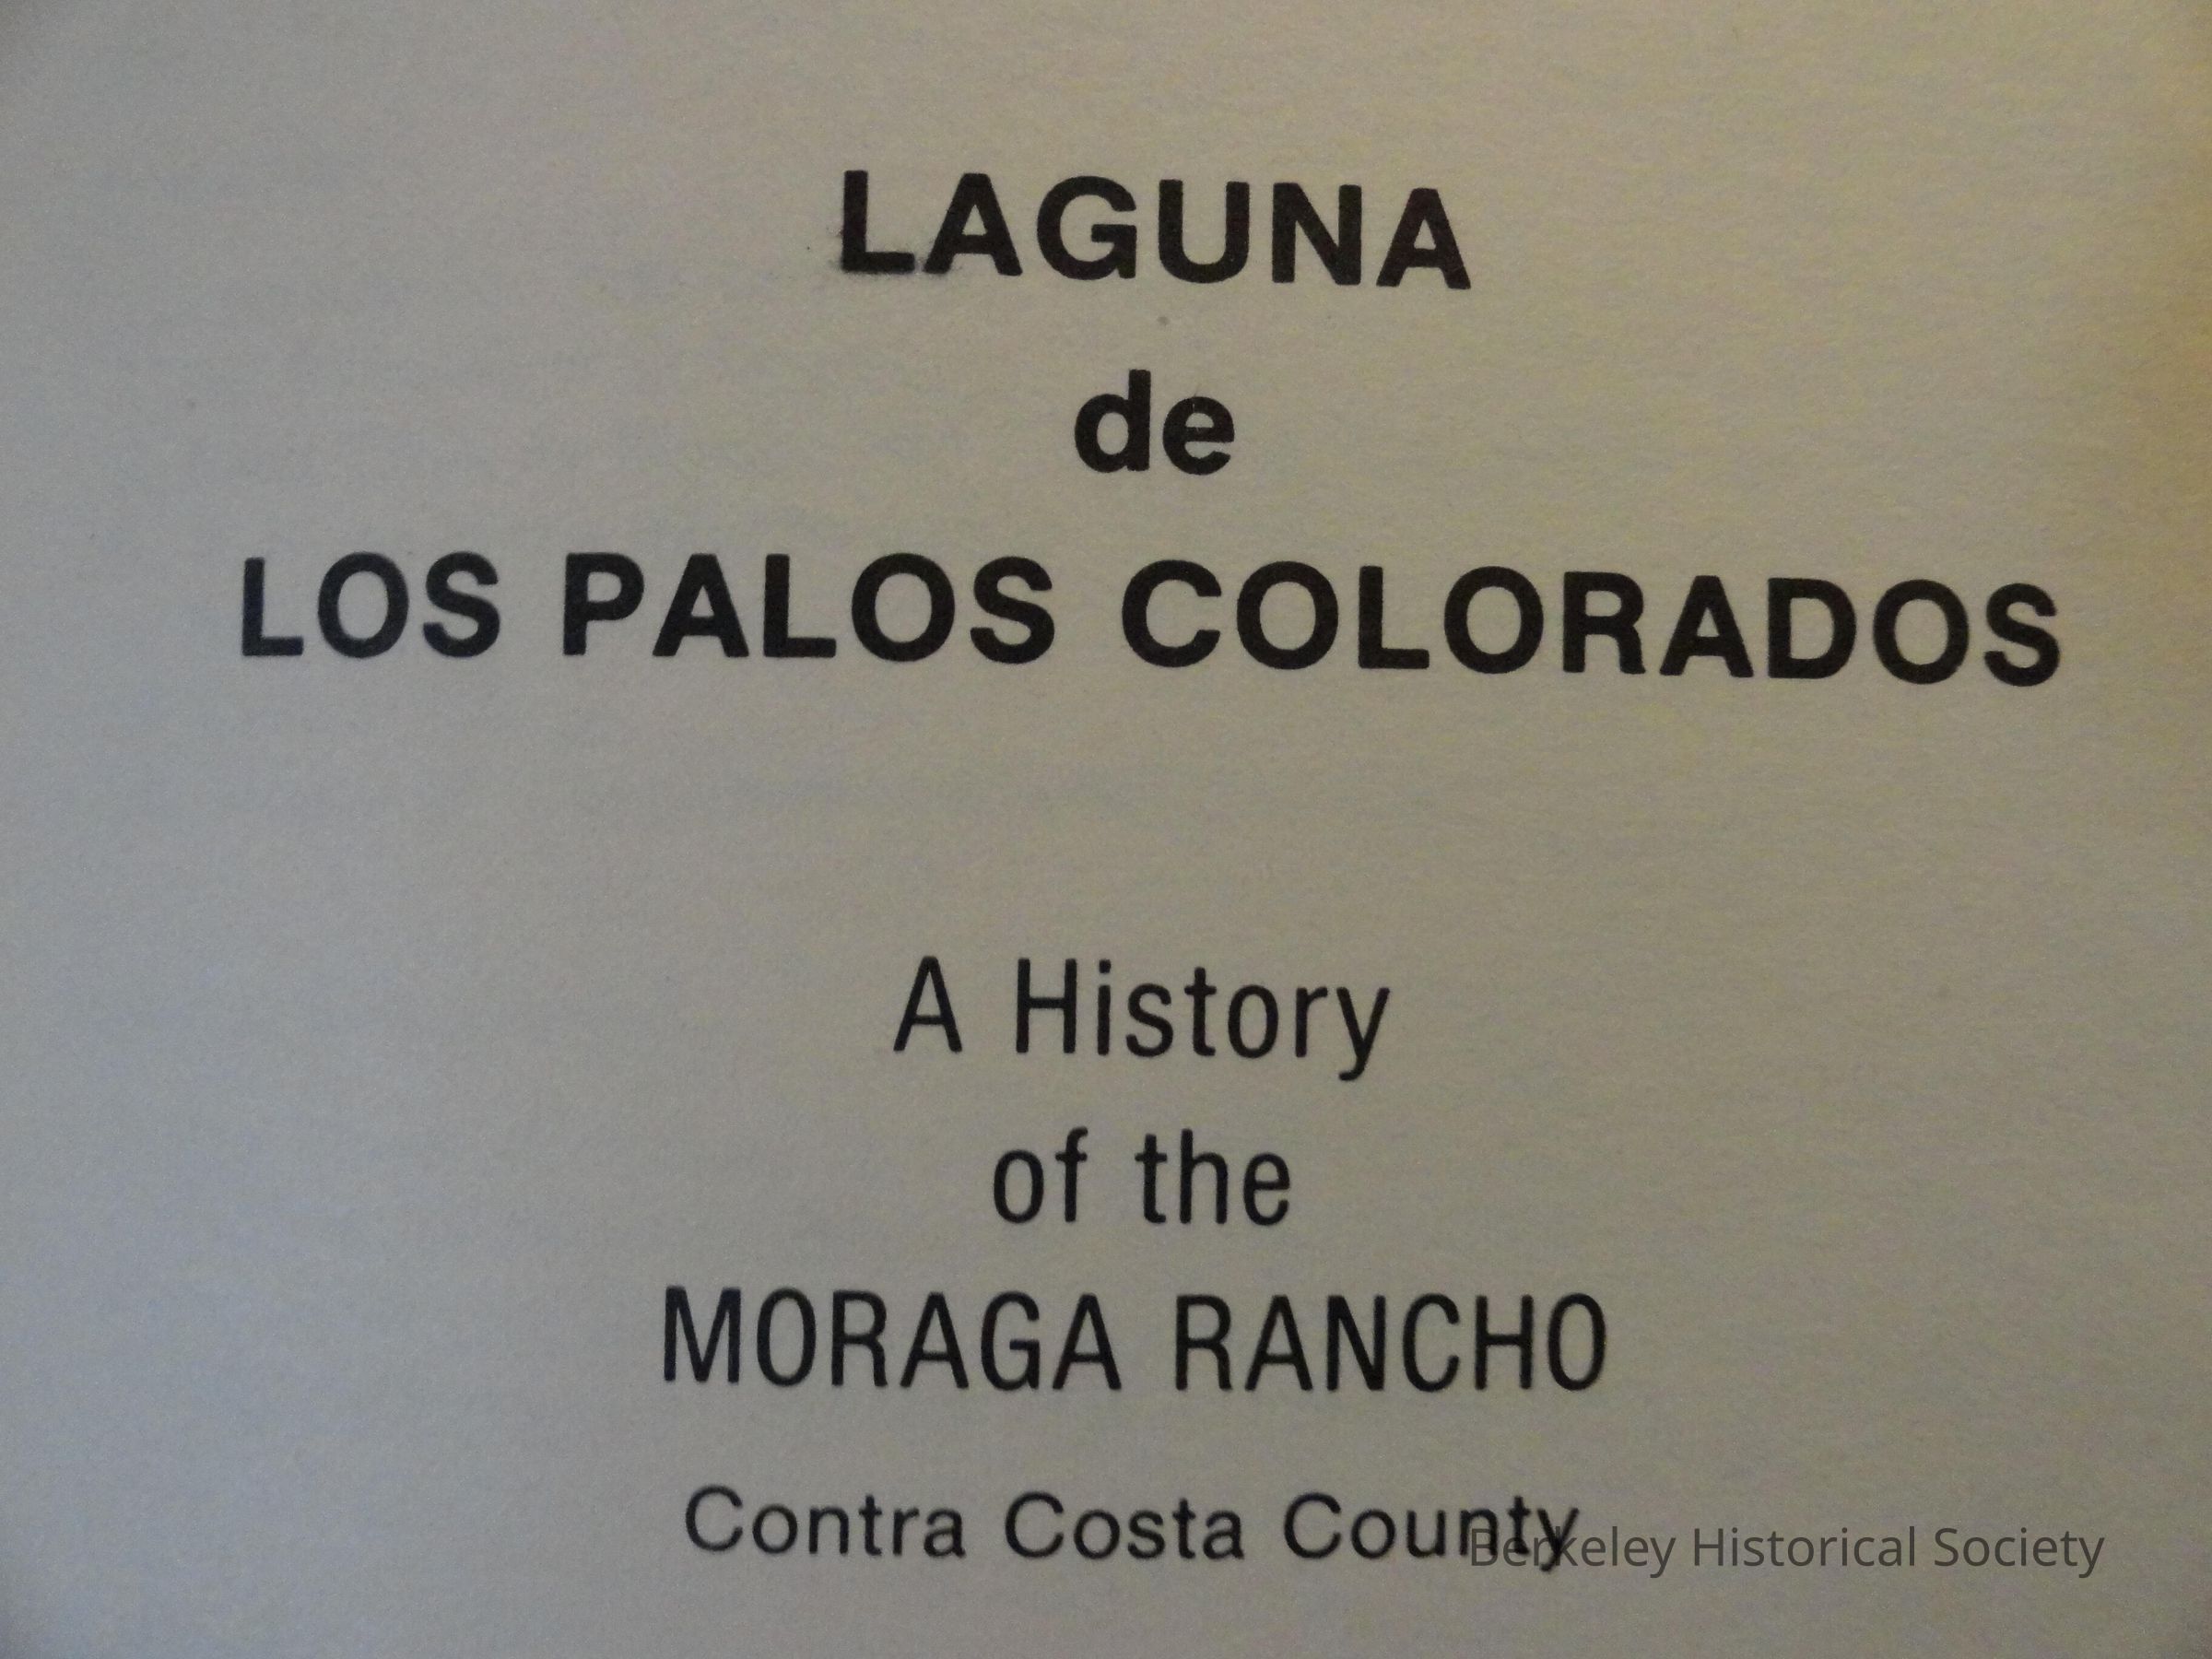 LAGUNA
de
LOS PALOS COLORADOS
A History
of the
MORAGA RANCHO
Contra Costa County
Berkeley Historical Society